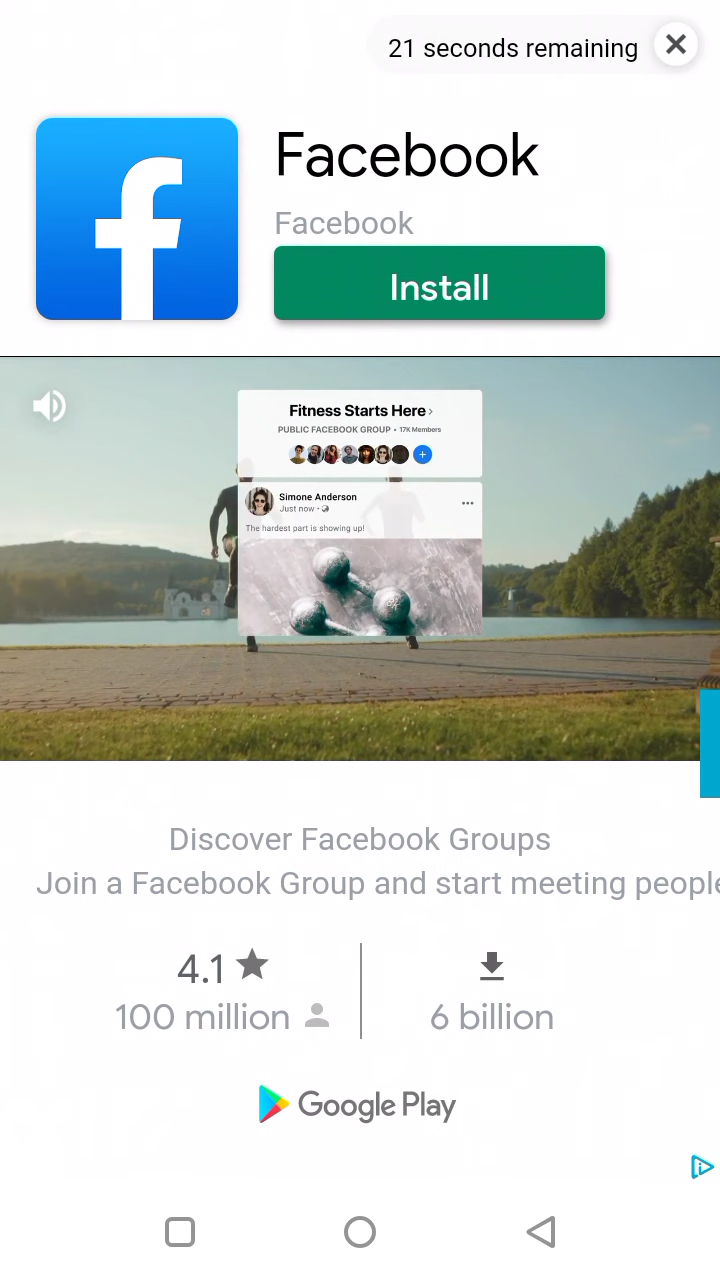 21 seconds remaining
Facebook
Facebook
Install
Fitness Starts Here
PUBLIC FACEBOOK GROUP • 17K Members
Simone Anderson
Just now
The hardest part is showing up!
Discover Facebook Groups
Join a Facebook Group and start meeting people
4.1
100 million
6 billion
Google Play